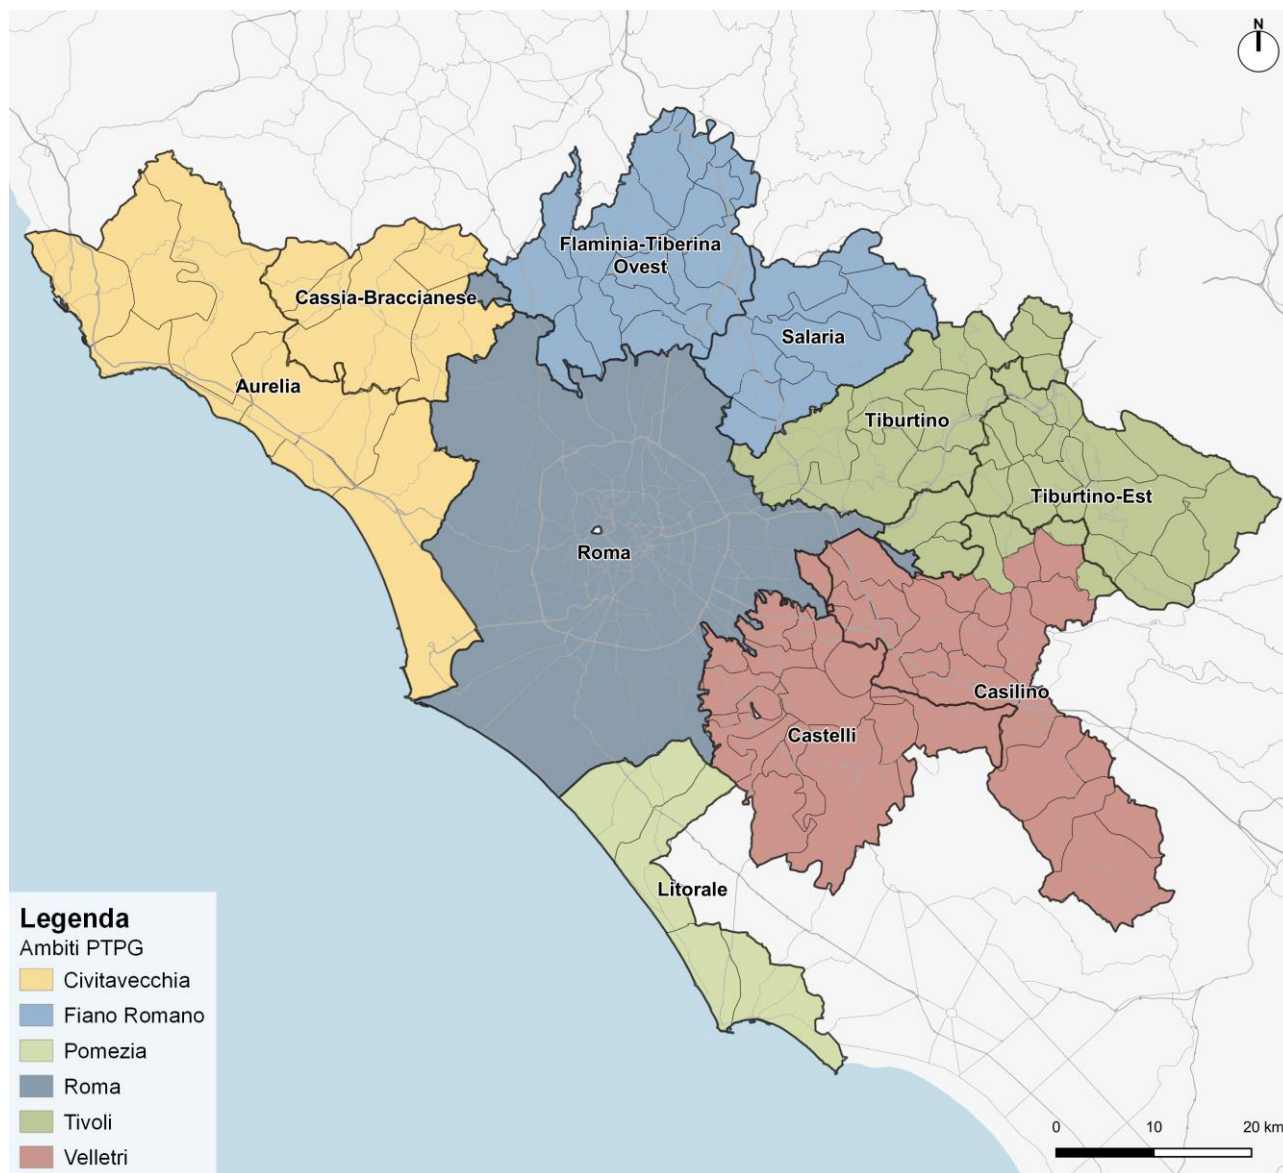 N
Flaminia-Tiberina
Ovest
Cassia-Braccianese
Salaria
Aurelia
Tiburtino
Tiburtino-Est
Roma
Casilino
Castelli
Litorale
Legenda
Ambiti PTPG
Civitavecchia
Fiano Romano
Pomezia
Roma
Tivoli
Velletri
0 10 20 km